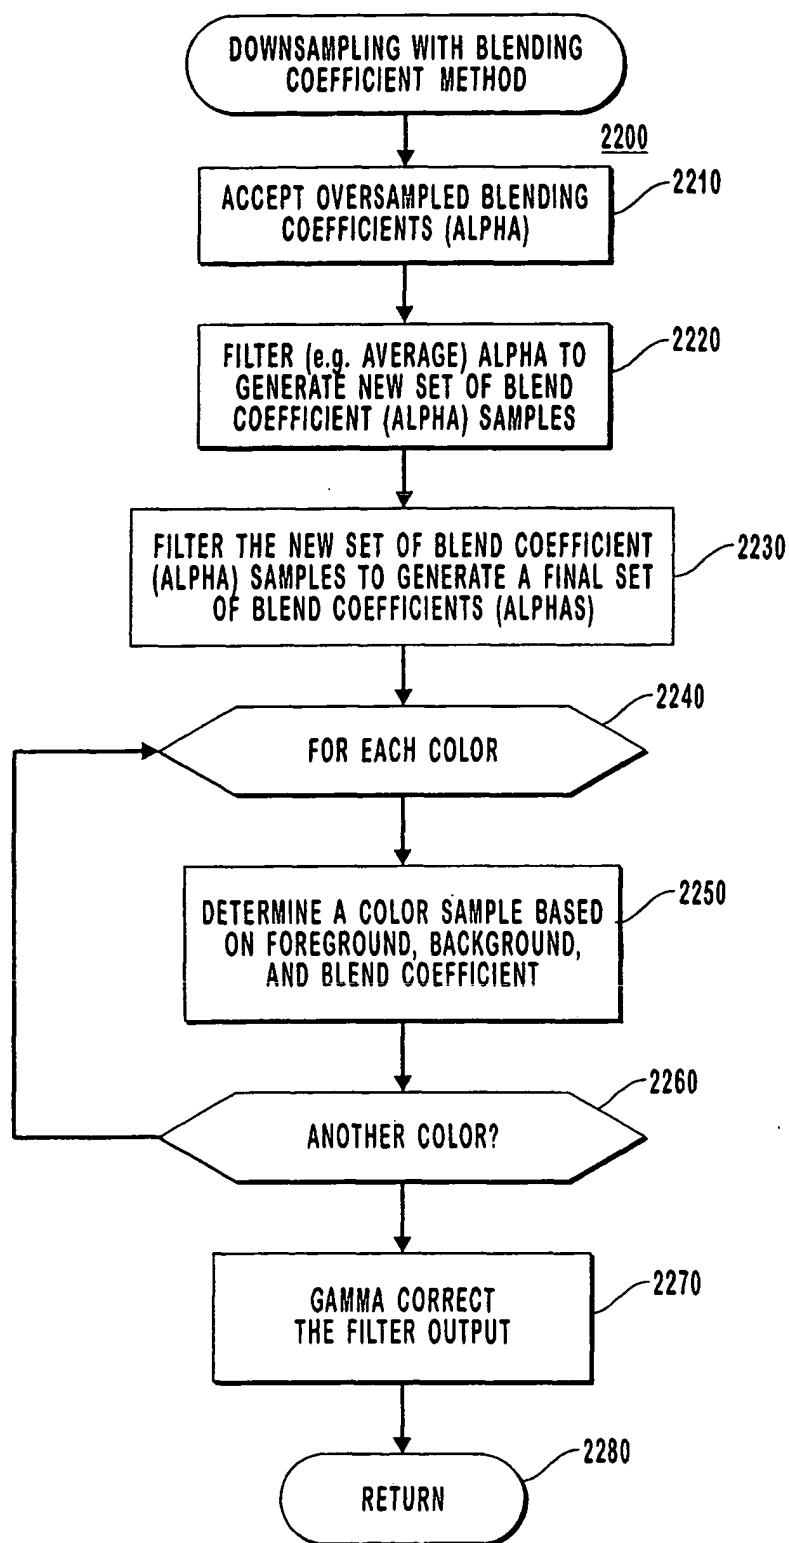 DOWNSAMPLING WITH BLENDING
COEFFICIENT METHOD
2200
ACCEPT OVERSAMPLED BLENDING
COEFFICIENTS (ALPHA)
2210
FILTER (e.g. AVERAGE) ALPHA TO
GENERATE NEW SET OF BLEND
COEFFICIENT (ALPHA) SAMPLES
2220
FILTER THE NEW SET OF BLEND COEFFICIENT
(ALPHA) SAMPLES TO GENERATE A FINAL SET
OF BLEND COEFFICIENTS (ALPHAS)
2230
FOR EACH COLOR
2240
DETERMINE A COLOR SAMPLE BASED
ON FOREGROUND, BACKGROUND,
AND BLEND COEFFICIENT
2250
ANOTHER COLOR?
2260
GAMMA CORRECT
THE FILTER OUTPUT
2270
RETURN
2280